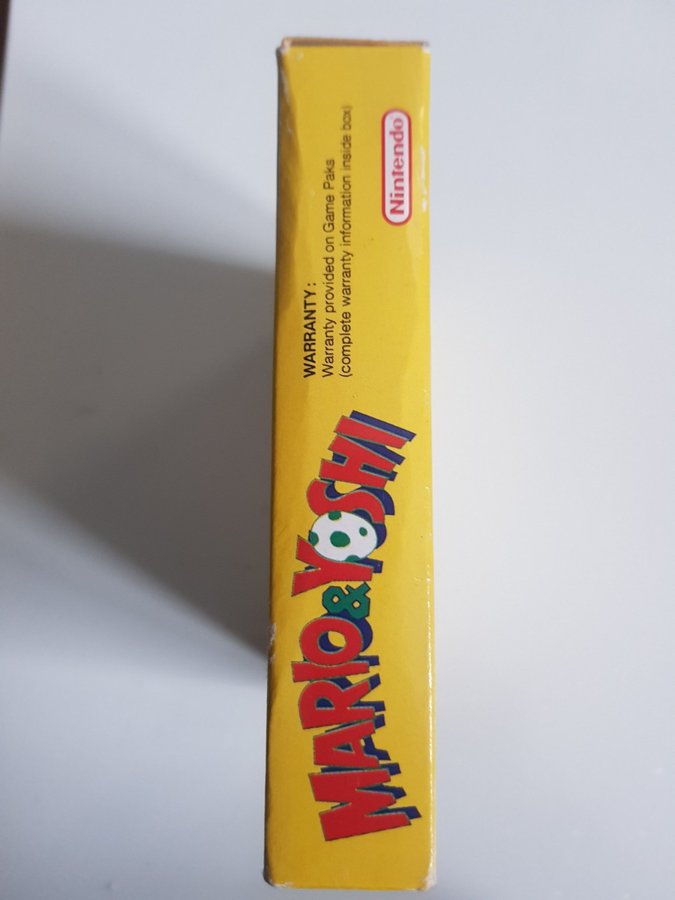 MARIO & YOSHI
WARRANTY:
Warranty provided on Game Paks
(complete warranty information inside box)
Nintendo